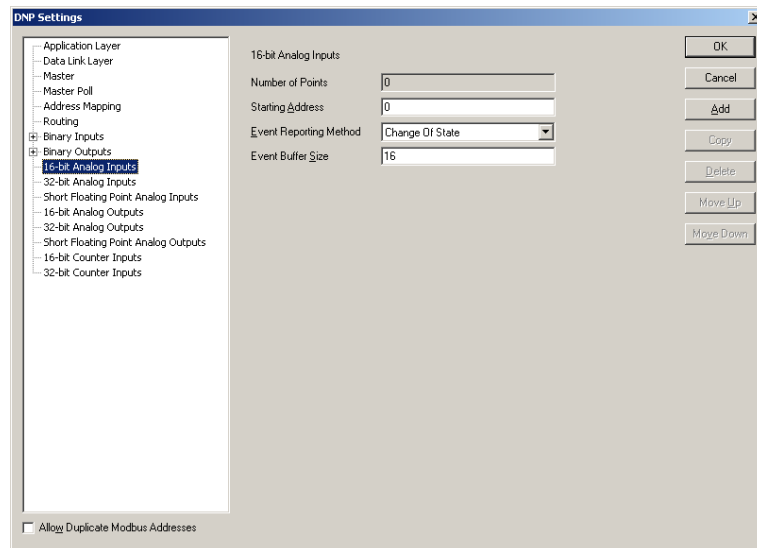 DNP Settings
Application Layer
Data Link Layer
Master
Master Poll
Address Mapping
Routing
Binary Inputs
Binary Outputs
16-bit Analog Inputs
32-bit Analog Inputs
Short Floating Point Analog Inputs
16-bit Analog Outputs
32-bit Analog Outputs
Short Floating Point Analog Outputs
16-bit Counter Inputs
32-bit Counter Inputs
Allow Duplicate Modbus Addresses
16-bit Analog Inputs
Number of Points 0
Starting Address 0
Event Reporting Method Change Of State
Event Buffer Size 16
OK
Cancel
Add
Copy
Delete
Move Up
Move Down